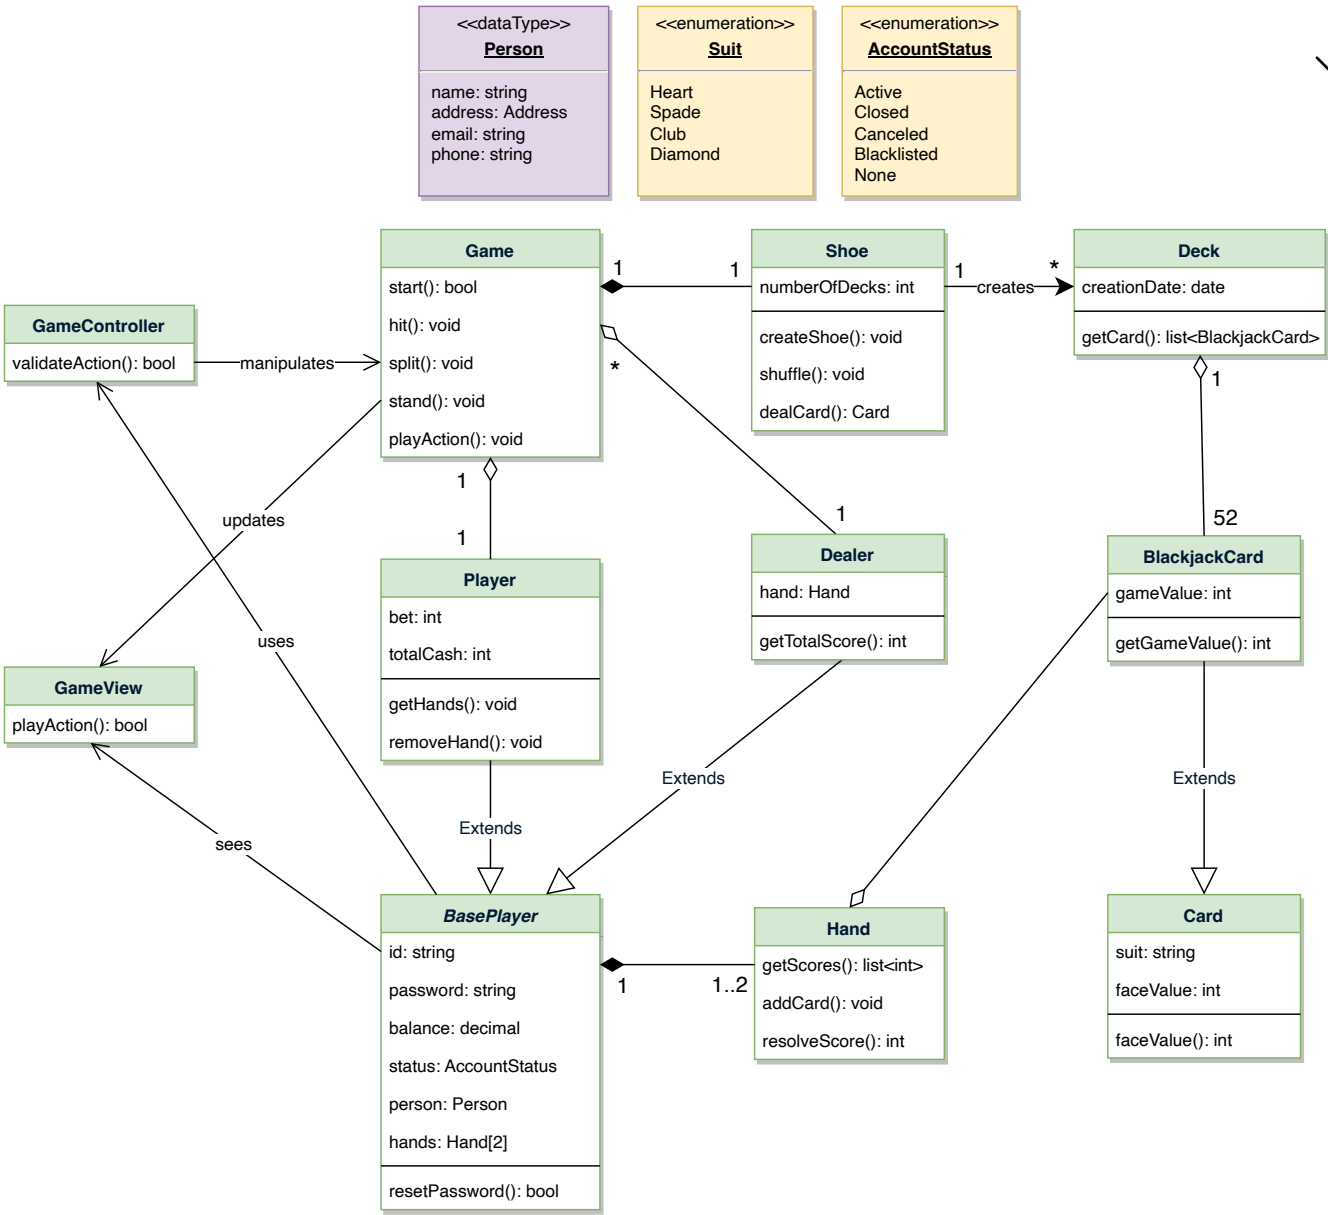 <<dataType>>
Person
name: string
address: Address
email: string
phone: string
<<enumeration>>
Suit
Heart
Spade
Club
Diamond
<<enumeration>>
AccountStatus
Active
Closed
Canceled
Blacklisted
None
Game
start(): bool
hit(): void
split(): void
stand(): void
playAction(): void
1
1
Shoe
numberOfDecks: int
createShoe(): void
shuffle(): void
dealCard(): Card
1
creates
*
Deck
creationDate: date
getCard(): list<BlackjackCard>
GameController
validateAction(): bool
manipulates
*
1
1
1
1
52
updates
uses
Player
bet: int
totalCash: int
getHands(): void
removeHand(): void
Dealer
hand: Hand
getTotalScore(): int
BlackjackCard
gameValue: int
getGameValue(): int
GameView
playAction(): bool
sees
Extends
Extends
Extends
BasePlayer
id: string
password: string
balance: decimal
status: AccountStatus
person: Person
hands: Hand[2]
resetPassword(): bool
1
1..2
Hand
getScores(): list<int>
addCard(): void
resolveScore(): int
Card
suit: string
faceValue: int
faceValue(): int